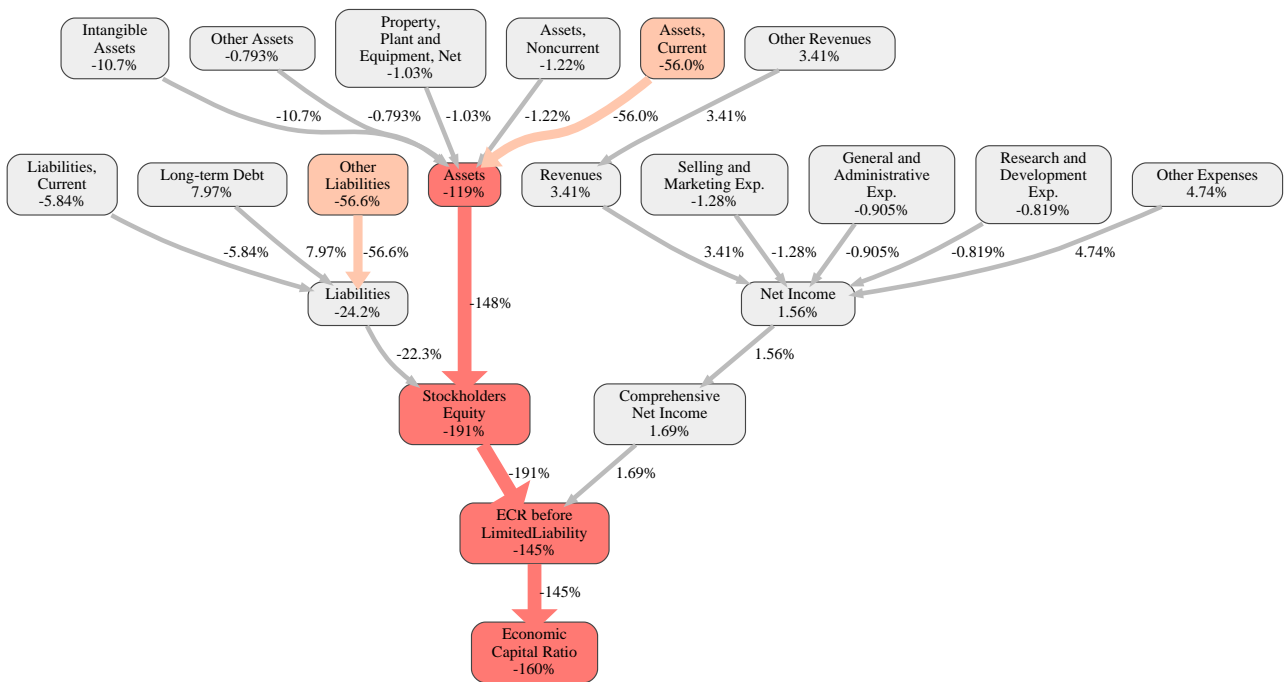 Intangible
Assets
-10.7%
Other Assets
-0.793%
Property,
Plant and
Equipment, Net
-1.03%
Assets,
Noncurrent
-1.22%
Assets,
Current
-56.0%
Other Revenues
3.41%
-10.7%
-0.793%
-1.03%
-1.22%
-56.0%
3.41%
Liabilities,
Current
-5.84%
Long-term Debt
7.97%
Other
Liabilities
-56.6%
Assets
-119%
Revenues
3.41%
Selling and
Marketing Exp.
-1.28%
General and
Administrative
Exp.
-0.905%
Research and
Development
Exp.
-0.819%
Other Expenses
4.74%
-5.84%
7.97%
-56.6%
3.41%
-1.28%
-0.905%
-0.819%
4.74%
Liabilities
-24.2%
-148%
Net Income
1.56%
-22.3%
1.56%
Stockholders
Equity
-191%
Comprehensive
Net Income
1.69%
-191%
1.69%
ECR before
LimitedLiability
-145%
-145%
Economic
Capital Ratio
-160%